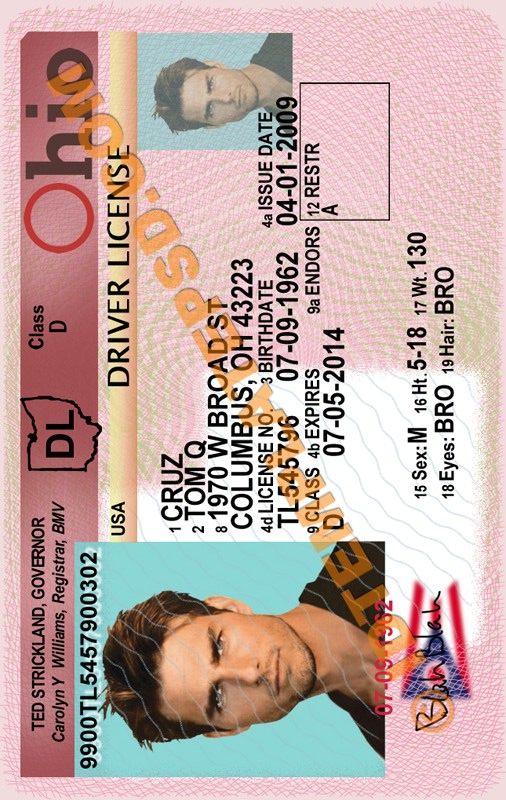 Ohio
DRIVER LICENSE
USA
Class
D
DL
TED STRICKLAND, GOVERNOR
Carolyn Y Williams, Registrar, BMV
9900TL5457900302
1 CRUZ
2 TOM Q
8 1970 W BROAD ST
COLUMBUS, OH 43223
4d LICENSE NO. 3 BIRTHDATE 4a ISSUE DATE
TL545796 07-09-1962 04-01-2009
9 CLASS 4b EXPIRES 9a ENDORS 12 RESTR
D 07-05-2014 A
15 Sex: M 16 Ht. 5-18 17 Wt. 130
18 Eyes: BRO 19 Hair: BRO
07-09-1962
Blah Blah
©TEMPLATEPSD.COM